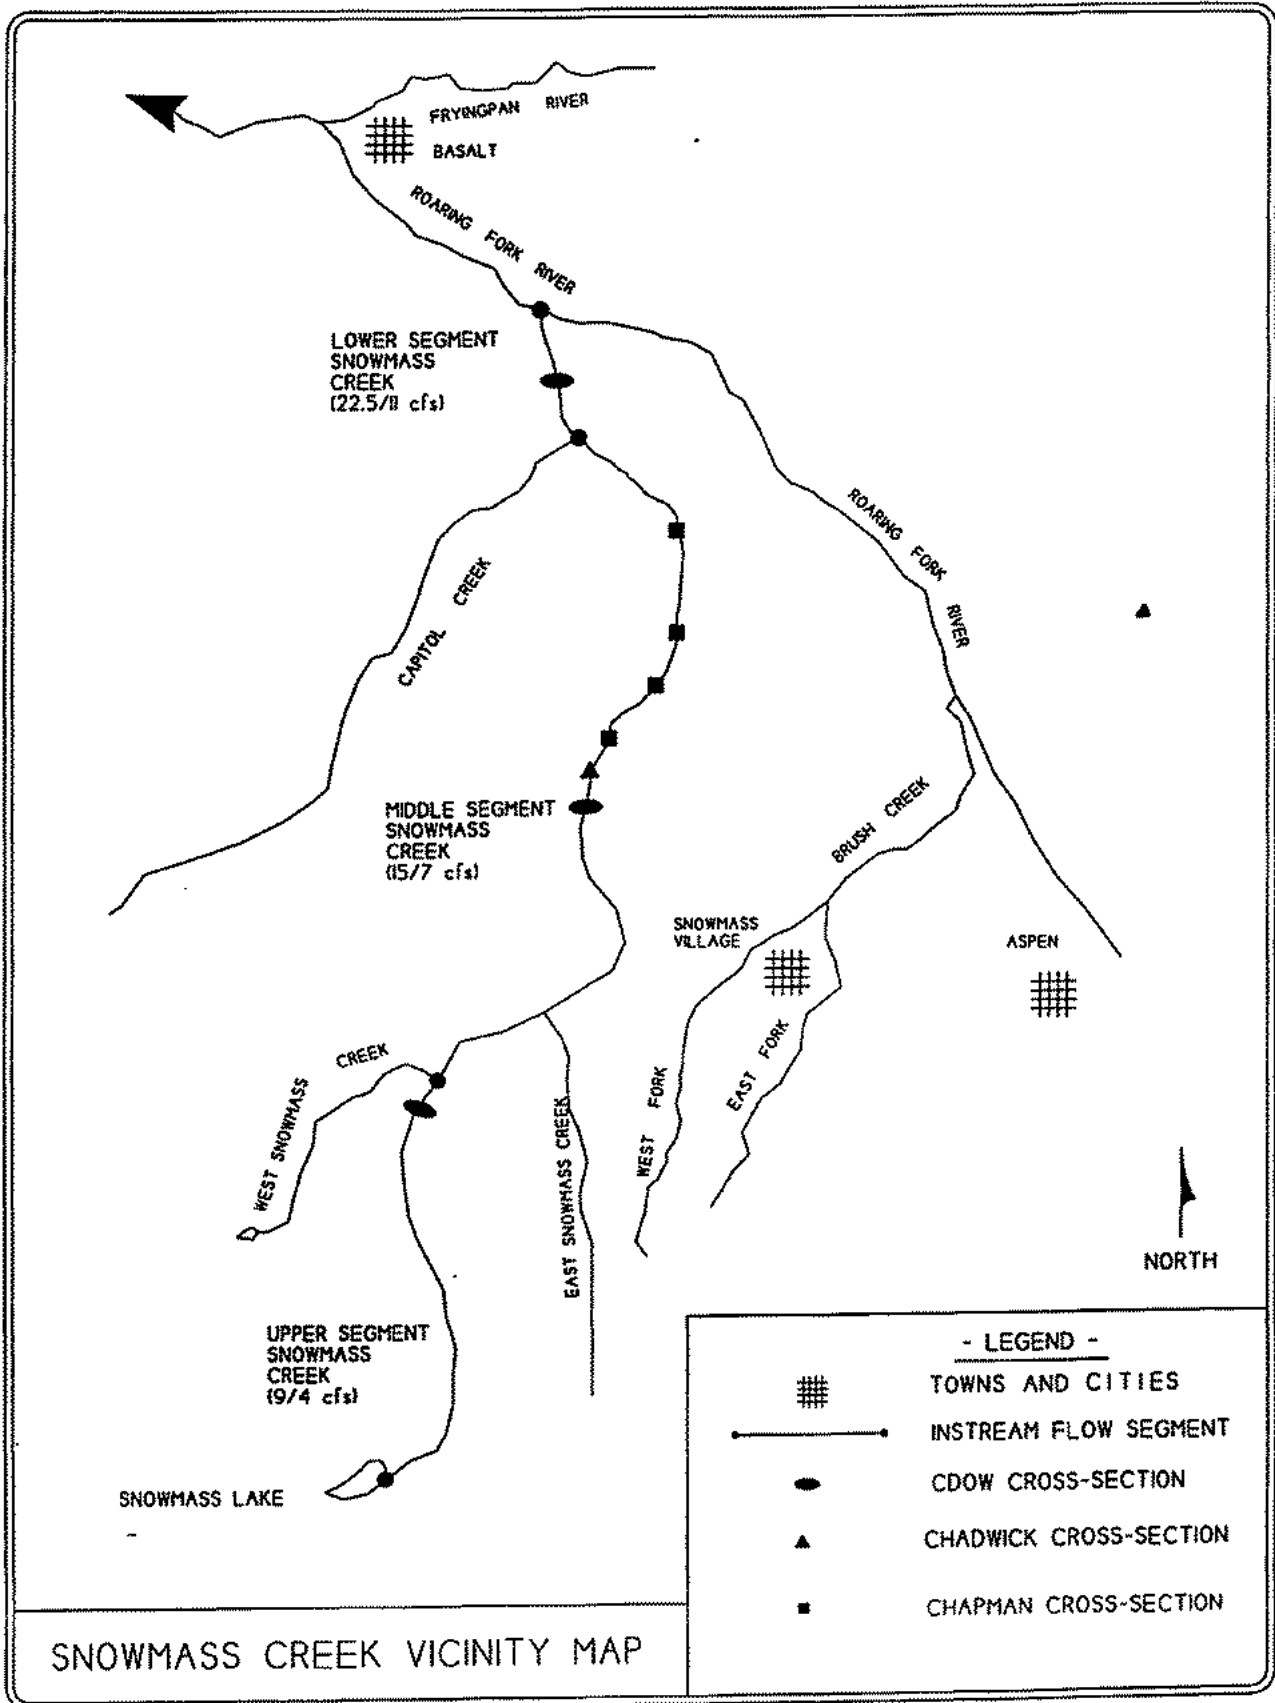 FRYINGPAN RIVER
BASALT
ROARING FORK RIVER
LOWER SEGMENT
SNOWMASS
CREEK
(22.5/11 cfs)
ROARING FORK RIVER
CAPITOL CREEK
MIDDLE SEGMENT
SNOWMASS
CREEK
(15/7 cfs)
BRUSH CREEK
SNOWMASS
VILLAGE
ASPEN
WEST SNOWMASS CREEK
EAST SNOWMASS CREEK
WEST FORK
EAST FORK
NORTH
UPPER SEGMENT
SNOWMASS
CREEK
(9/4 cfs)
SNOWMASS LAKE
- LEGEND -
TOWNS AND CITIES
INSTREAM FLOW SEGMENT
CDOW CROSS-SECTION
CHADWICK CROSS-SECTION
CHAPMAN CROSS-SECTION
SNOWMASS CREEK VICINITY MAP